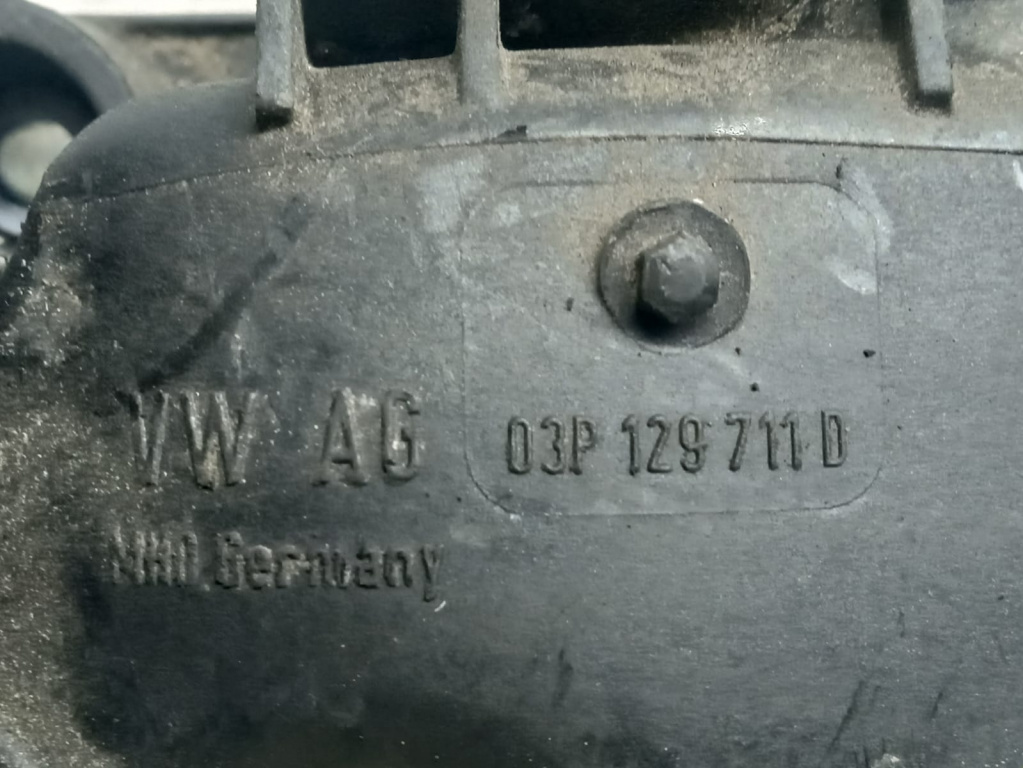 VW AG
03P 129 711 D
Germany